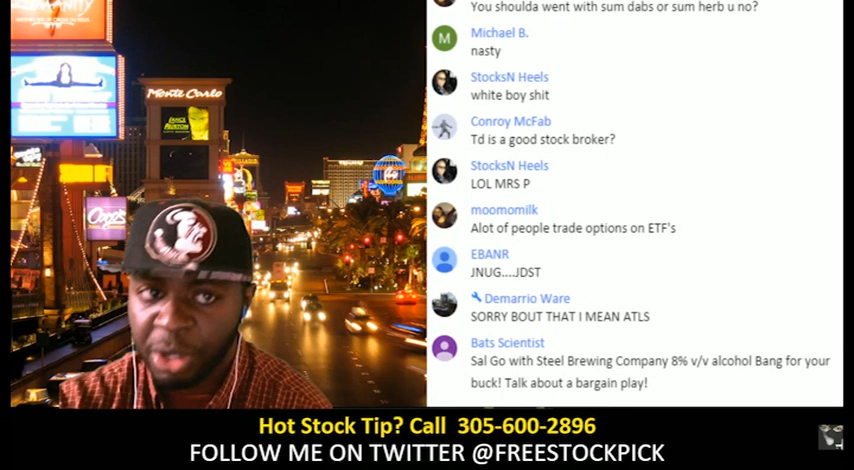 Monte Carlo
LANCE
BURTON
You shoulda went with sum dabs or sum herb u no?
M
Michael B.
nasty
StocksN Heels
white boy shit
Conroy McFab
Td is a good stock broker?
StocksN Heels
LOL MRS P
moomomilk
Alot of people trade options on ETF's
EBANR
JNUG....JDST
Demarrio Ware
SORRY BOUT THAT I MEAN ATLS
Bats Scientist
Sal Go with Steel Brewing Company 8% v/v alcohol Bang for your
buck! Talk about a bargain play!
Hot Stock Tip? Call 305-600-2896
FOLLOW ME ON TWITTER @FREESTOCKPICK